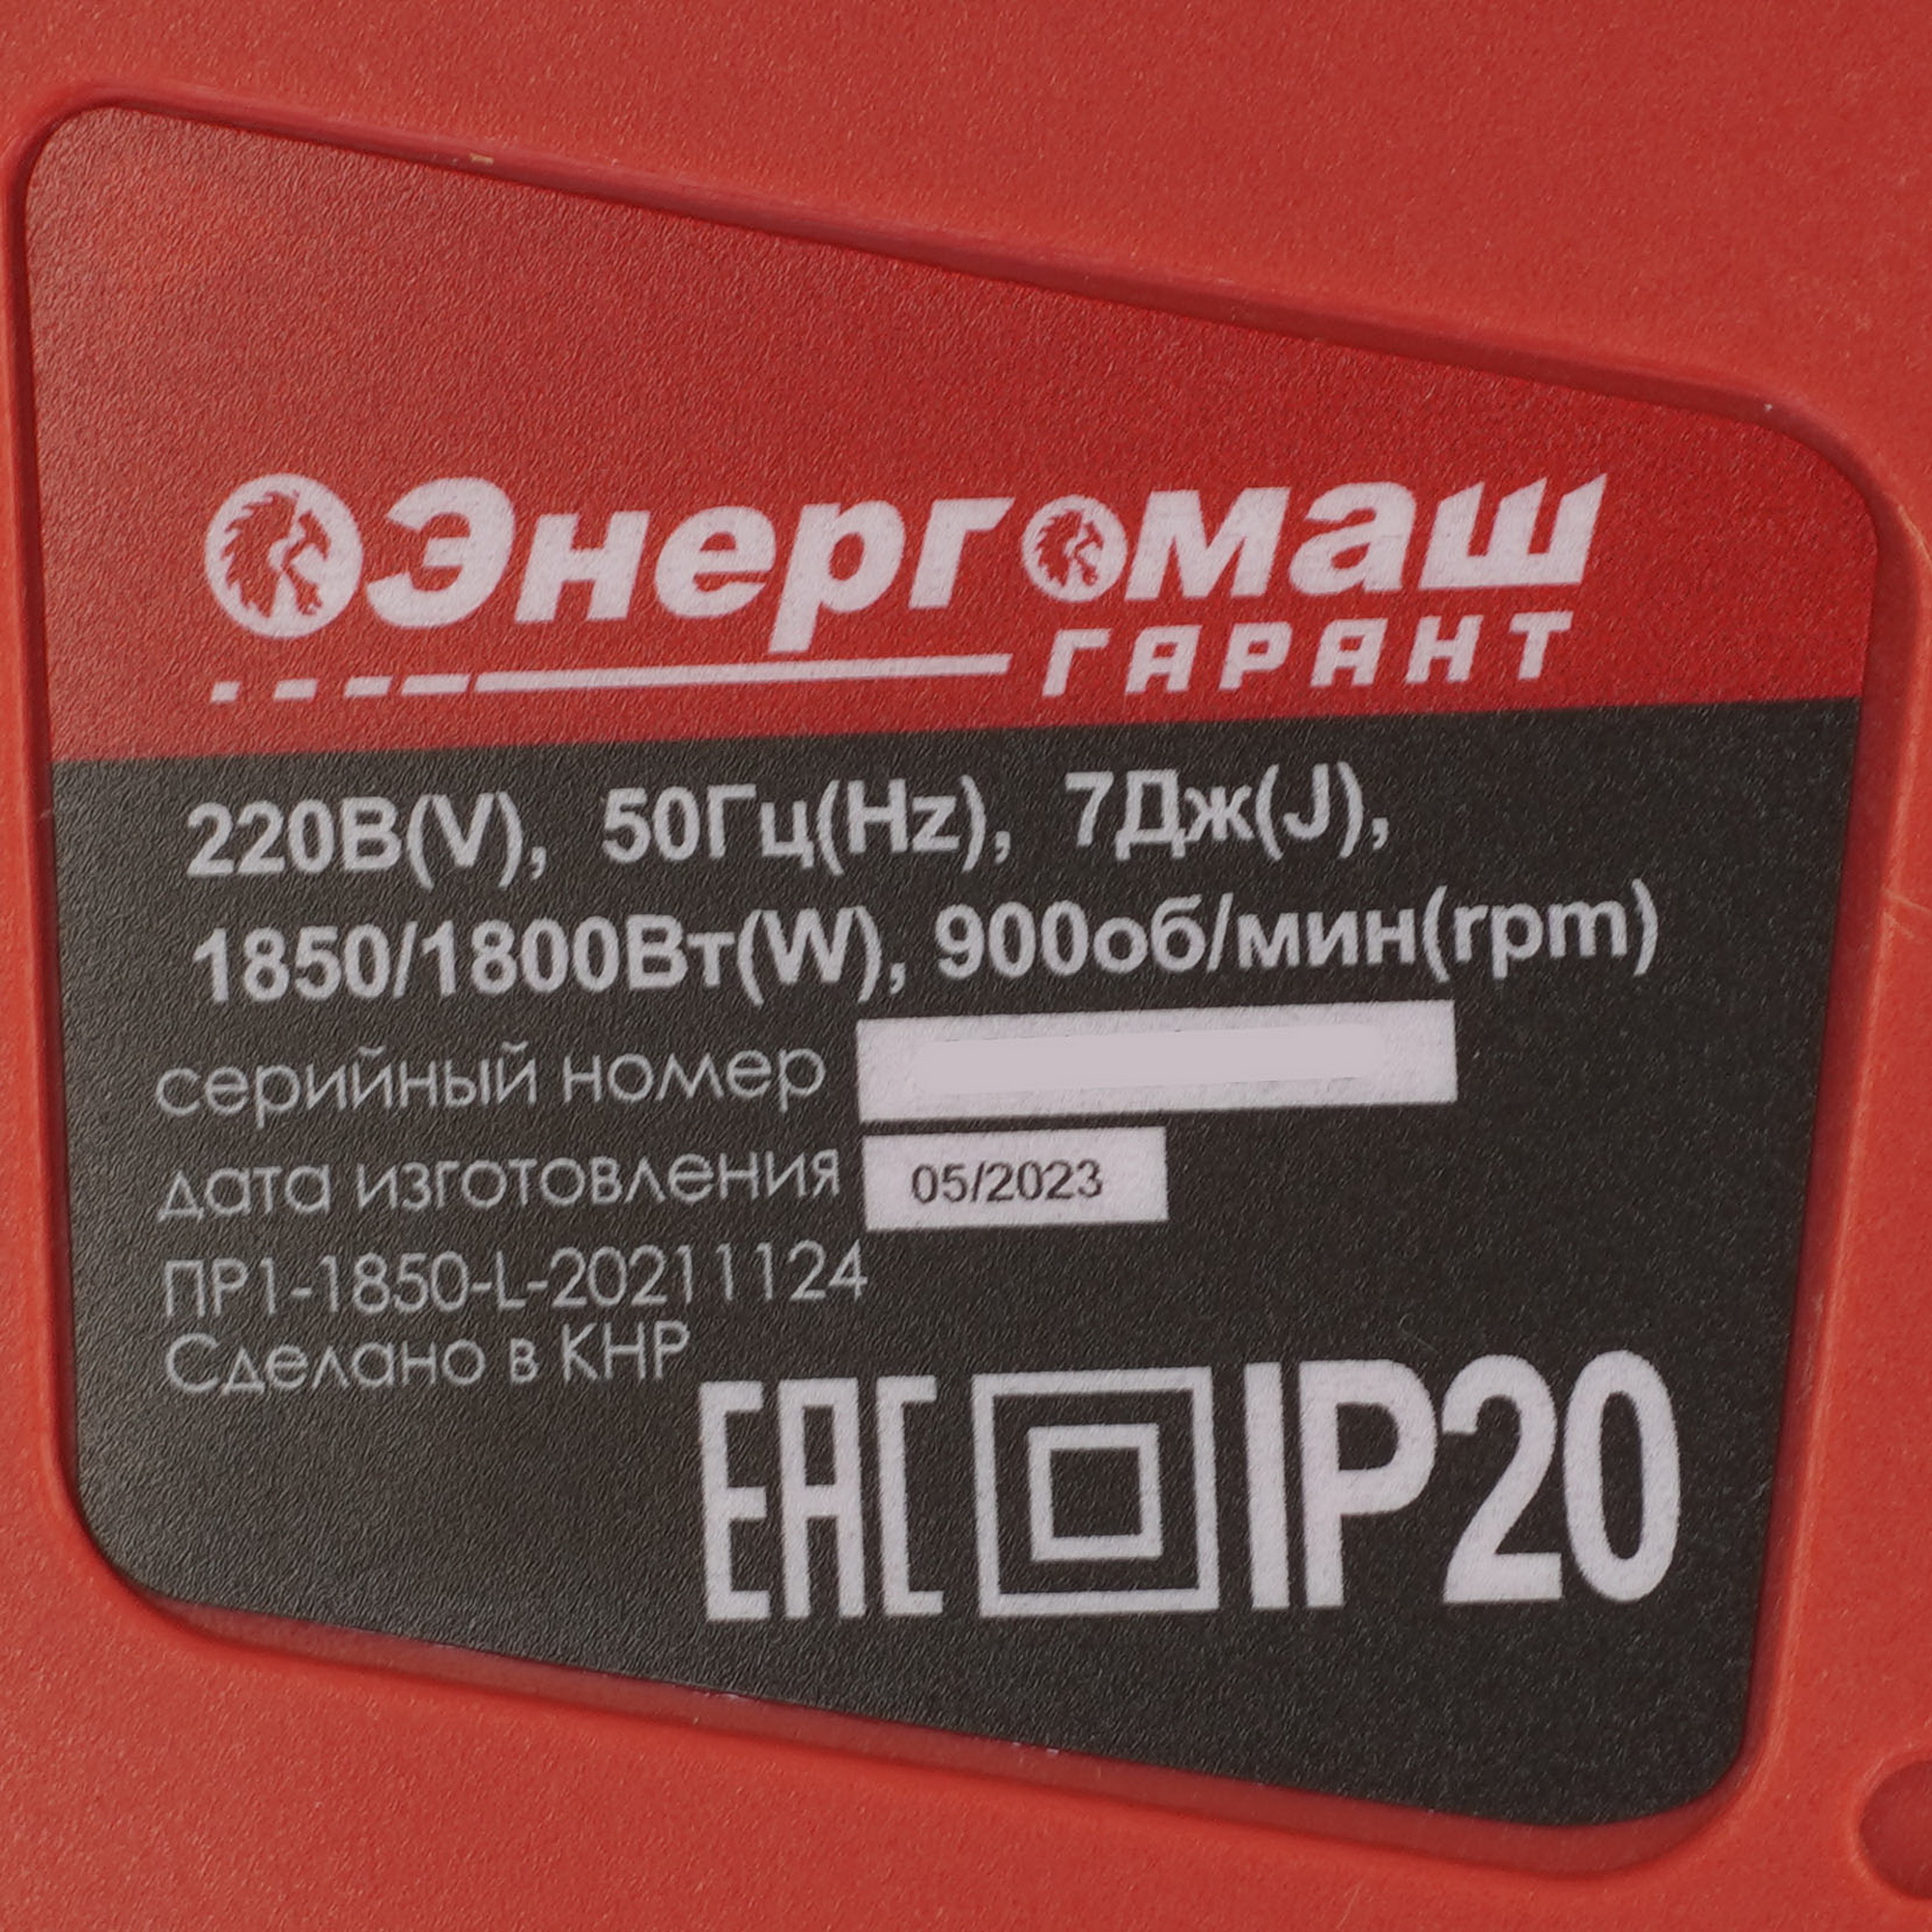 Энергомаш
ГАРАНТ
220В(V), 50Гц(Hz), 7Дж(J),
1850/1800Вт(W), 900об/мин(rpm)
серийный номер
дата изготовления 05/2023
ПР1-1850-L-20211124
Сделано в КНР
EAC IP20